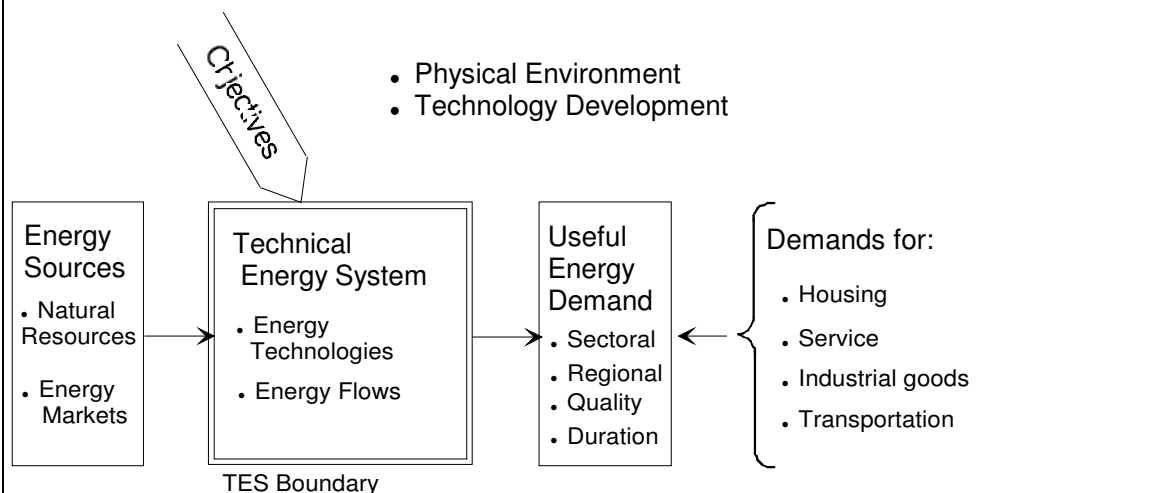 Objectives
• Physical Environment
• Technology Development
Energy
Sources
• Natural
Resources
• Energy
Markets
Technical
Energy System
• Energy
Technologies
• Energy Flows
TES Boundary
Useful
Energy
Demand
• Sectoral
• Regional
• Quality
• Duration
Demands for:
• Housing
• Service
• Industrial goods
• Transportation